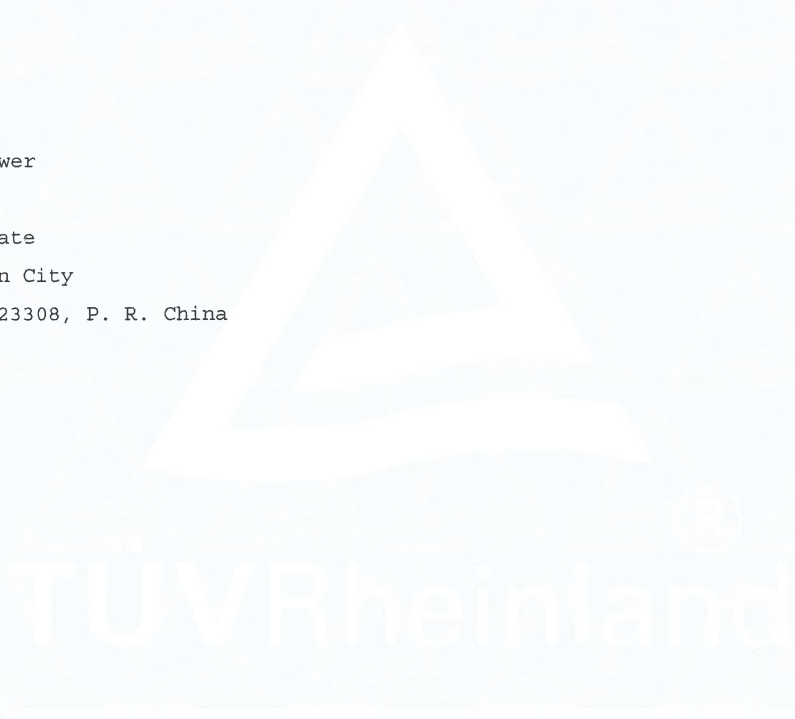 wer
ate
n City
23308, P. R. China
®
TÜVRheinland